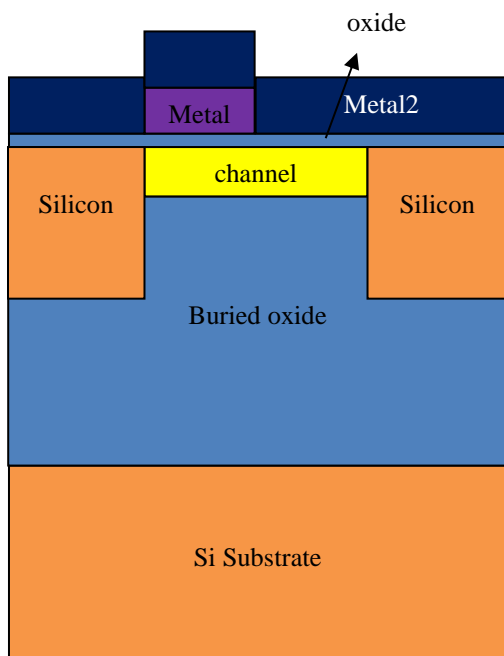 oxide
Metal
Metal2
channel
Silicon
Silicon
Buried oxide
Si Substrate